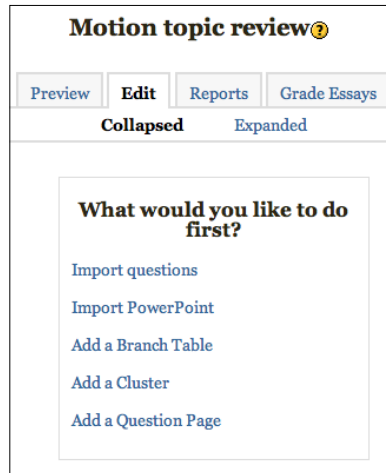 Motion topic review?
Preview Edit Reports Grade Essays
Collapsed Expanded
What would you like to do
first?
Import questions
Import PowerPoint
Add a Branch Table
Add a Cluster
Add a Question Page